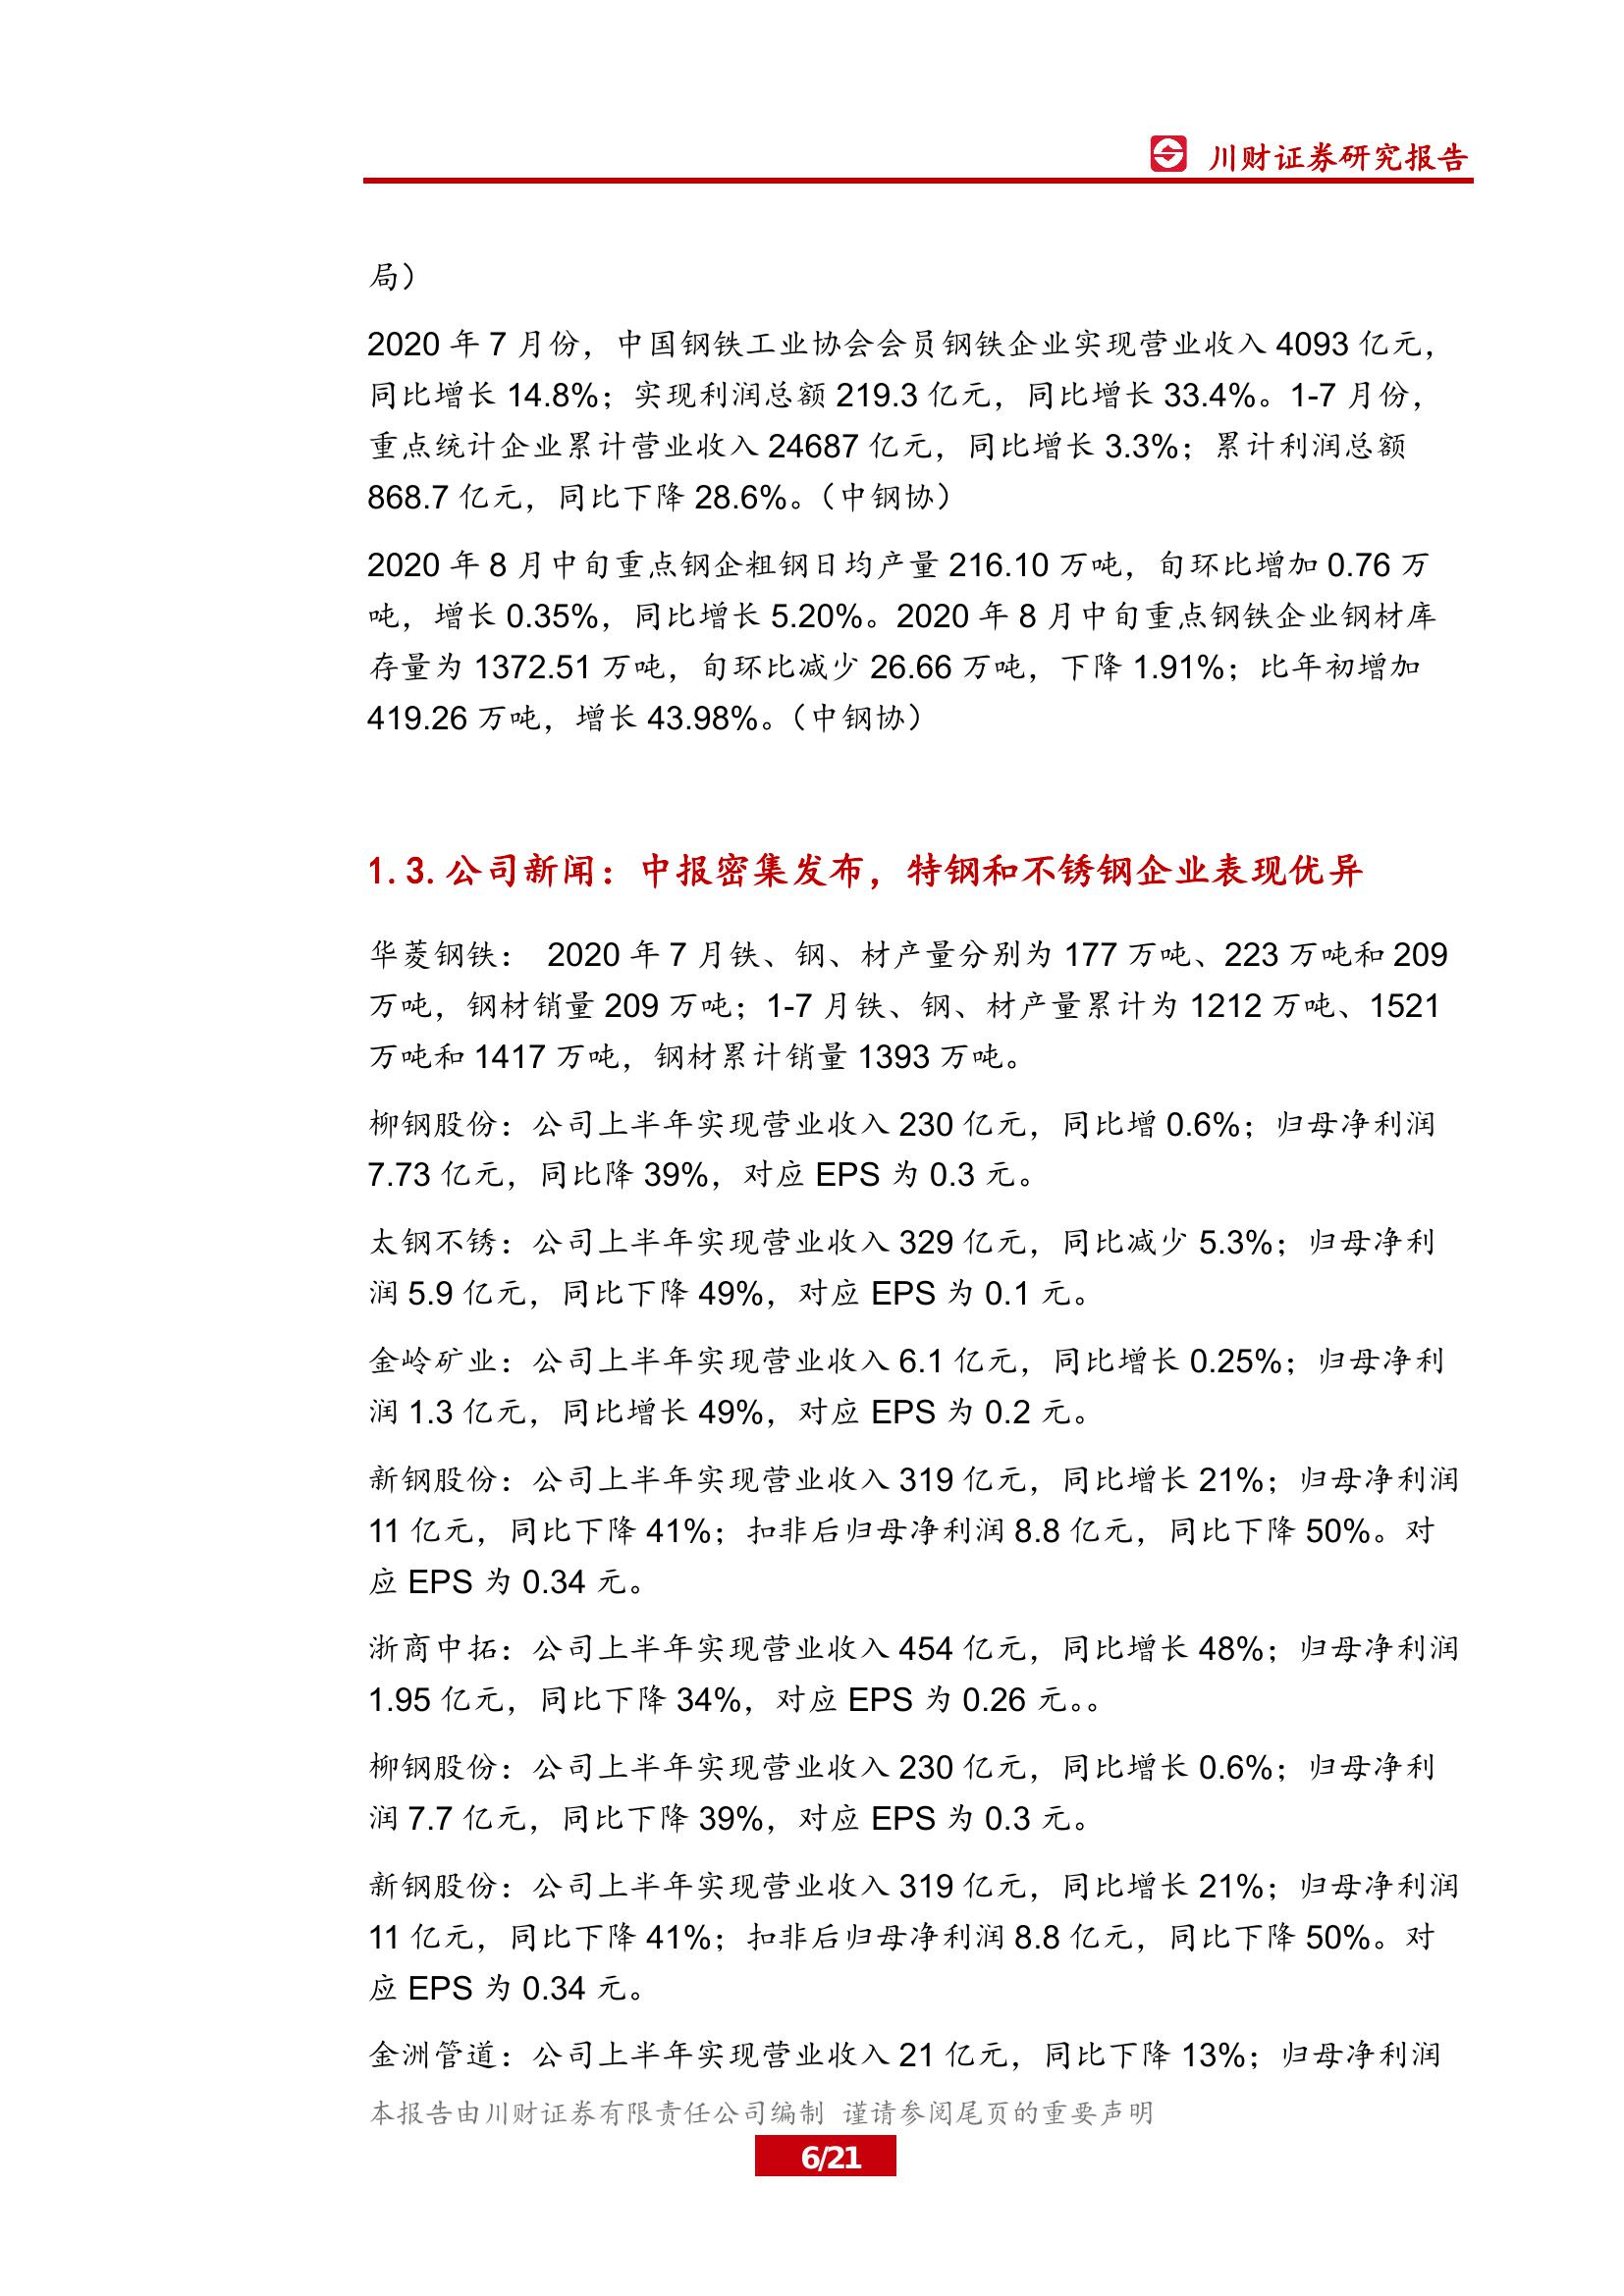 川财证券研究报告
局）
2020 年 7 月份，中国钢铁工业协会会员钢铁企业实现营业收入 4093 亿元，
同比增长 14.8%；实现利润总额 219.3 亿元，同比增长 33.4%。1-7 月份，
重点统计企业累计营业收入 24687 亿元，同比增长 3.3%；累计利润总额
868.7 亿元，同比下降 28.6%。（中钢协）
2020 年 8 月中旬重点钢企粗钢日均产量 216.10 万吨，旬环比增加 0.76 万
吨，增长 0.35%，同比增长 5.20%。2020 年 8 月中旬重点钢铁企业钢材库
存量为 1372.51 万吨，旬环比减少 26.66 万吨，下降 1.91%；比年初增加
419.26 万吨，增长 43.98%。（中钢协）
1.3.公司新闻：中报密集发布，特钢和不锈钢企业表现优异
华菱钢铁： 2020 年 7 月铁、钢、材产量分别为 177 万吨、223 万吨和 209
万吨，钢材销量 209 万吨；1-7 月铁、钢、材产量累计为 1212 万吨、1521
万吨和 1417 万吨，钢材累计销量 1393 万吨。
柳钢股份：公司上半年实现营业收入 230 亿元，同比增 0.6%；归母净利润
7.73 亿元，同比降 39%，对应 EPS 为 0.3 元。
太钢不锈：公司上半年实现营业收入 329 亿元，同比减少 5.3%；归母净利
润 5.9 亿元，同比下降 49%，对应 EPS 为 0.1 元。
金岭矿业：公司上半年实现营业收入 6.1 亿元，同比增长 0.25%；归母净利
润 1.3 亿元，同比增长 49%，对应 EPS 为 0.2 元。
新钢股份：公司上半年实现营业收入 319 亿元，同比增长 21%；归母净利润
11 亿元，同比下降 41%；扣非后归母净利润 8.8 亿元，同比下降 50%。对
应 EPS 为 0.34 元。
浙商中拓：公司上半年实现营业收入 454 亿元，同比增长 48%；归母净利润
1.95 亿元，同比下降 34%，对应 EPS 为 0.26 元。。
柳钢股份：公司上半年实现营业收入 230 亿元，同比增长 0.6%；归母净利
润 7.7 亿元，同比下降 39%，对应 EPS 为 0.3 元。
新钢股份：公司上半年实现营业收入 319 亿元，同比增长 21%；归母净利润
11 亿元，同比下降 41%；扣非后归母净利润 8.8 亿元，同比下降 50%。对
应 EPS 为 0.34 元。
金洲管道：公司上半年实现营业收入 21 亿元，同比下降 13%；归母净利润
本报告由川财证券有限责任公司编制 谨请参阅尾页的重要声明
6/21